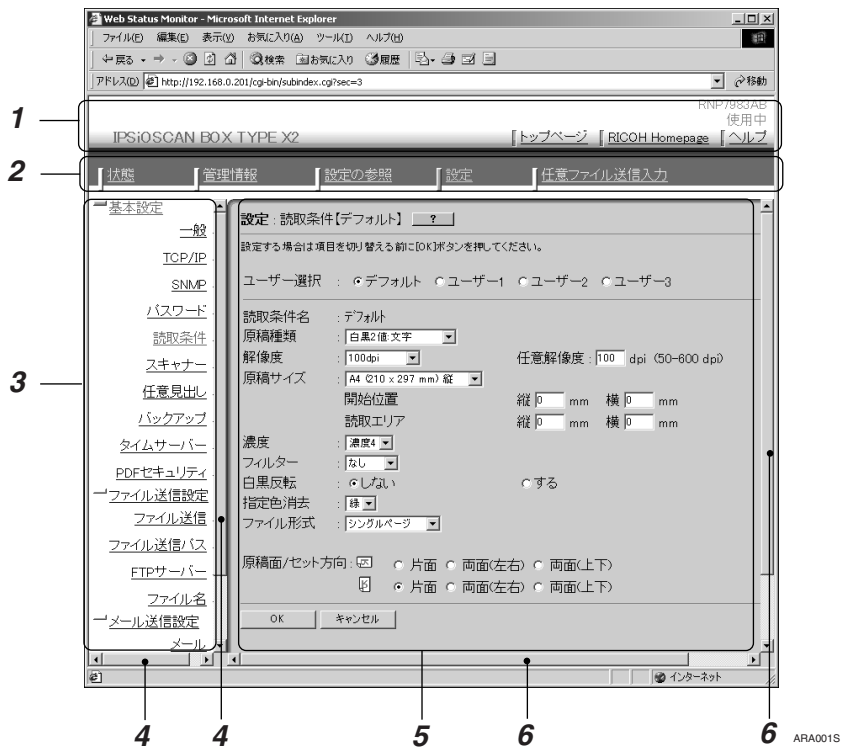 Web Status Monitor - Microsoft Internet Explorer
ファイル(F) 編集(E) 表示(V) お気に入り(A) ツール(T) ヘルプ(H)
戻る 検索 お気に入り 履歴
アドレス(D) http://192.168.0.201/cgi-bin/subindex.cgi?sec=3 移動
RNP7983AB
使用中
1
IPSiOSCAN BOX TYPE X2 トップページ RICOH Homepage ヘルプ
2
状態 管理情報 設定の参照 設定 任意ファイル送信入力
3
基本設定
一般
TCP/IP
SNMP
パスワード
読取条件
スキャナー
任意見出し
バックアップ
タイムサーバー
PDFセキュリティ
ファイル送信設定
ファイル送信
ファイル送信パス
FTPサーバー
ファイル名
メール送信設定
メール
設定 : 読取条件【デフォルト】 ?
設定する場合は項目を切り替える前に[OK]ボタンを押してください。
ユーザー選択 : デフォルト ユーザー1 ユーザー2 ユーザー3
読取条件名 : デフォルト
原稿種類 : 白黒2値:文字
解像度 : 100dpi 任意解像度 : 100 dpi (50-600 dpi)
原稿サイズ : A4 (210 x 297 mm) 縦
開始位置 縦 0 mm 横 0 mm
読取エリア 縦 0 mm 横 0 mm
濃度 : 濃度4
フィルター : なし
白黒反転 : しない する
指定色消去 : 緑
ファイル形式 : シングルページ
原稿面/セット方向 : 片面 両面(左右) 両面(上下)
片面 両面(左右) 両面(上下)
OK キャンセル
インターネット
4 4 5 6 6
ARA001S